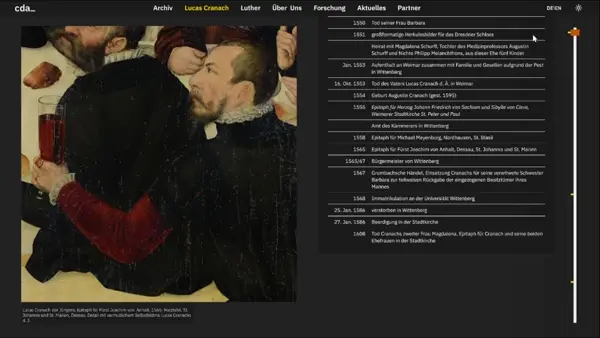 cda_
Archiv Lucas Cranach Luther Über Uns Forschung Aktuelles Partner DE EN
1550 Tod seiner Frau Barbara
1551 großformatige Herkulesbilder für das Dresdner Schloss
Heirat mit Magdalena Schurff, Tochter des Medizinprofessors Augustin
Schurff und Nichte Philipp Melanchthons, aus dieser Ehe fünf Kinder
Jan. 1553 Aufenthalt an Weimar zusammen mit Familie und Gesellen aufgrund der Pest
in Wittenberg
16. Okt. 1553 Tod des Vaters Lucas Cranach d. Ä. in Weimar
1554 Geburt Augustin Cranach (gest. 1595)
1555 Epitaph für Herzog Johann Friedrich von Sachsen und Sibylle von Cleve,
Weimarer Stadtkirche St. Peter und Paul
Amt des Kämmerers in Wittenberg
1558 Epitaph für Michael Meyenburg, Nordhausen, St. Blasii
1565 Epitaph für Fürst Joachim von Anhalt, Dessau, St. Johannis und St. Marien
1565/67 Bürgermeister von Wittenberg
1567 Grumbachsche Händel, Einsetzung Cranachs für seine verwitwete Schwester
Barbara zur teilweisen Rückgabe der eingezogenen Besitztümer ihres
Mannes
1568 Immatrikulation an der Universität Wittenberg
25. Jan. 1586 verstorben in Wittenberg
27. Jan. 1586 Beerdigung in der Stadtkirche
1606 Tod Cranachs zweiter Frau Magdalena, Epitaph für Cranach und seine beiden
Ehefrauen in der Stadtkirche
Lucas Cranach der Jüngere, Epitaph für Fürst Joachim von Anhalt, 1565, Holztafel, St.
Johannis und St. Marien, Dessau, Detail mit vermutlichem Selbstbildnis Lucas Cranachs
d. J.